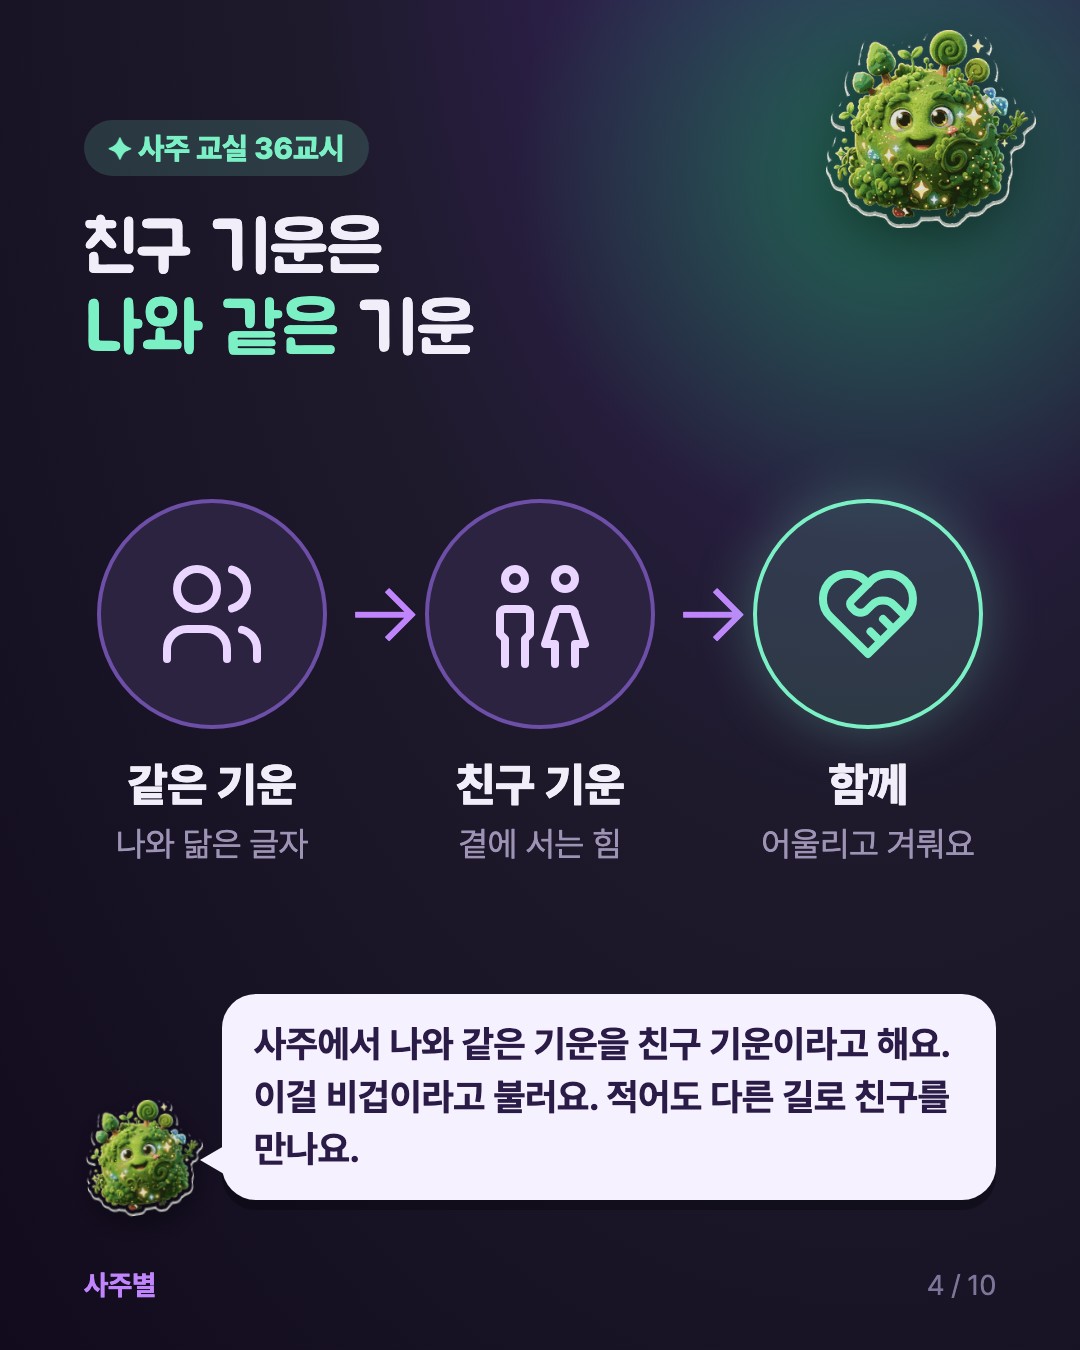 사주 교실 36교시
친구 기운은
나와 같은 기운
같은 기운
나와 닮은 글자
친구 기운
곁에 서는 힘
함께
어울리고 겨뤄요
사주에서 나와 같은 기운을 친구 기운이라고 해요.
이걸 비겁이라고 불러요. 적어도 다른 길로 친구를
만나요.
사주별
4 / 10